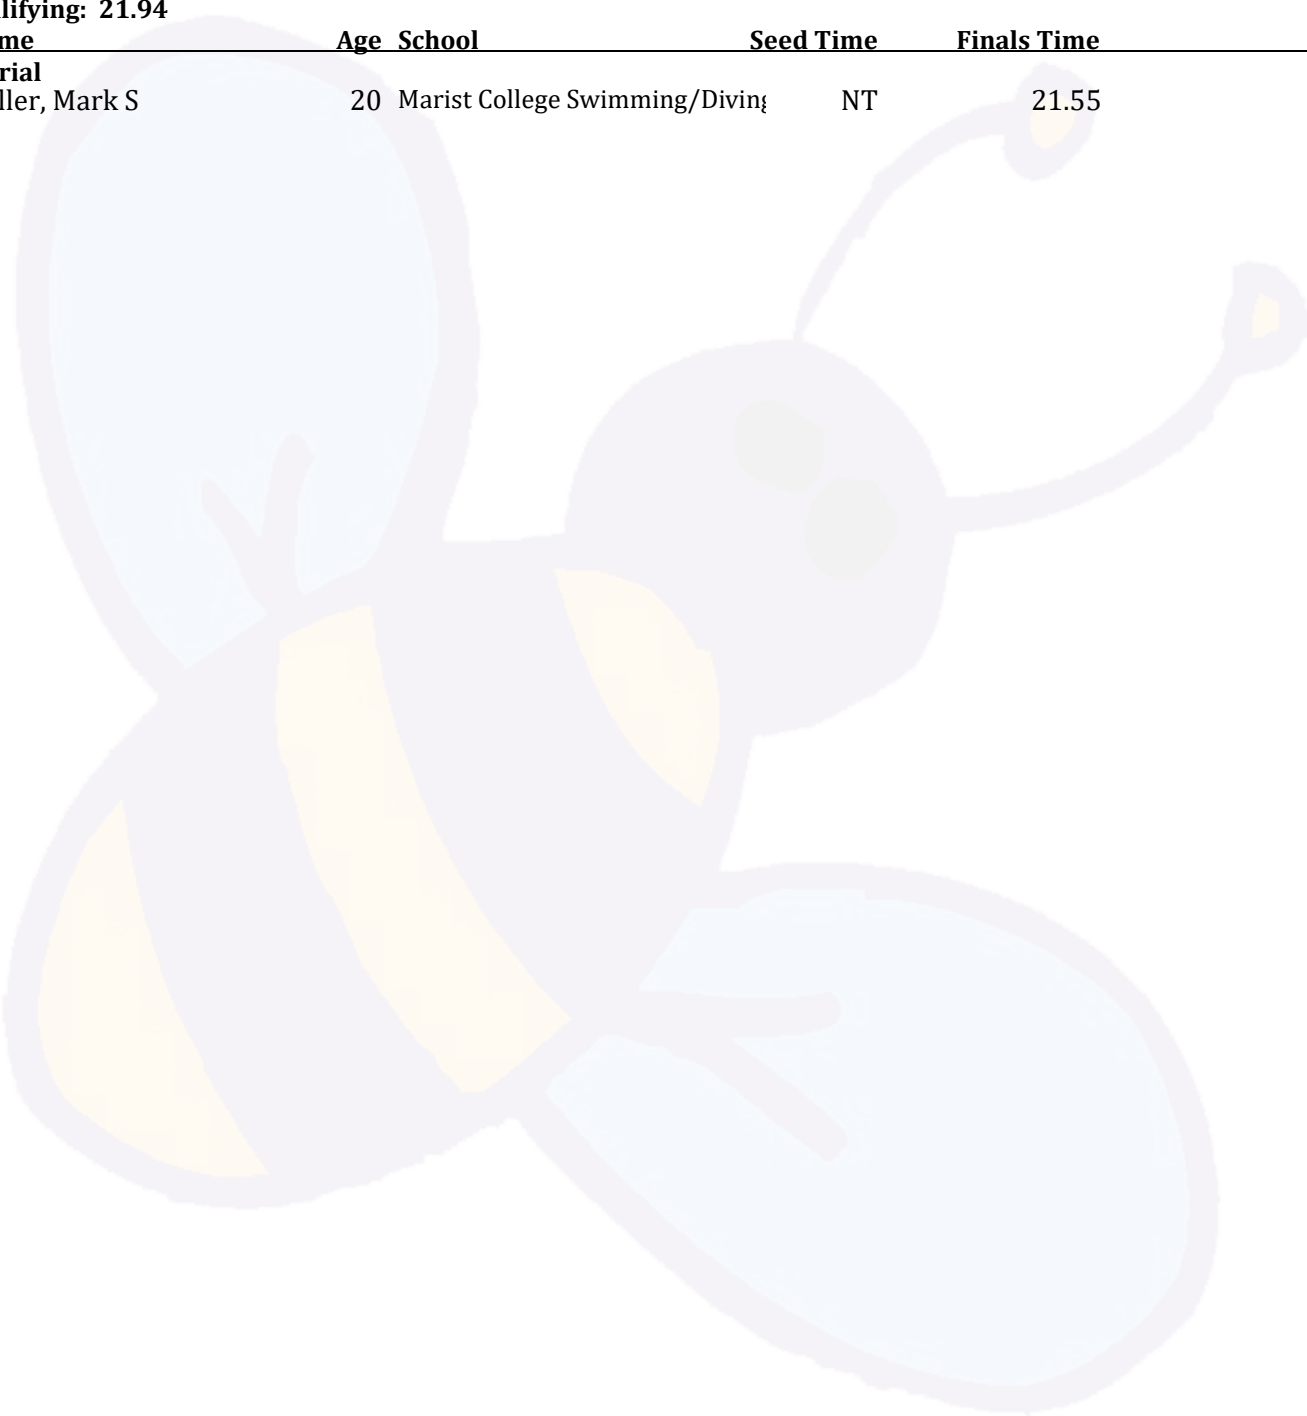 lifying: 21.94
me Age School Seed Time Finals Time
rial
ller, Mark S 20 Marist College Swimming/Diving NT 21.55